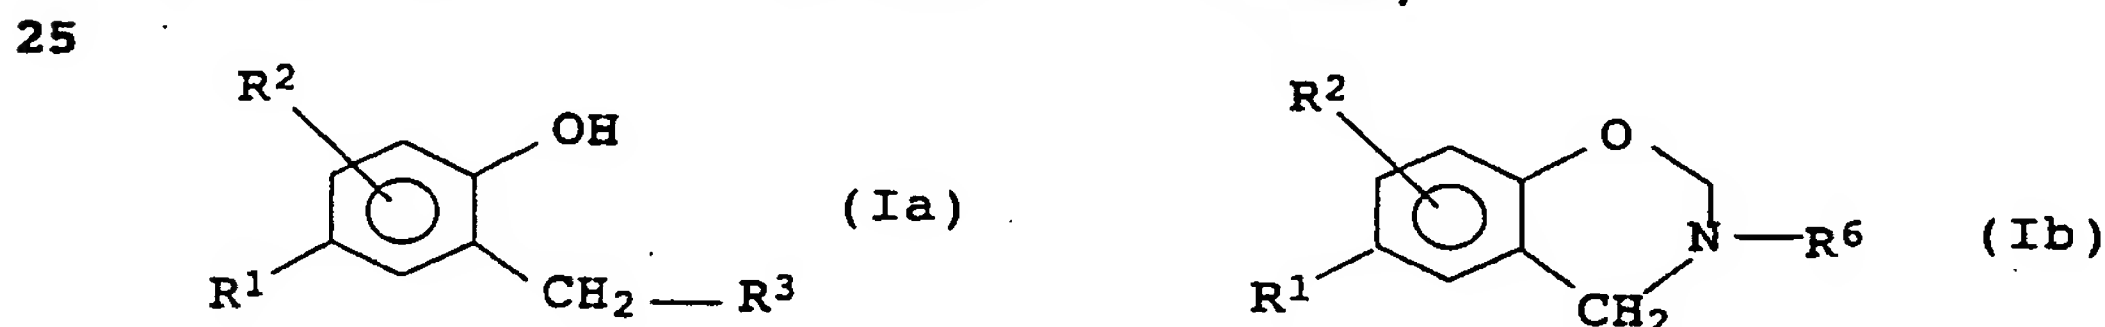 25
R² R²
OH O
(Ia) N R⁶ (Ib)
R¹ CH₂ R³ R¹ CH₂